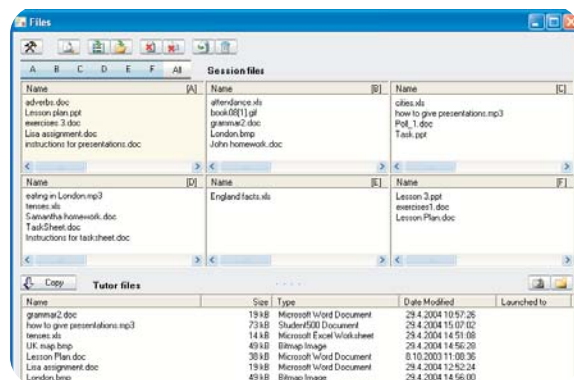 Files
A B C D E F All Session files
Name [A] Name [B] Name [C]
adverbs.doc
Lesson plan.ppt
exercises 3.doc
Lisa assignment.doc
instructions for presentations.doc
attendance.xls
book08[1].gif
grammar2.doc
London.bmp
John homework.doc
cities.xls
how to give presentations.mp3
Poll_1.doc
Task.ppt
Name [D] Name [E] Name [F]
eating in London.mp3
tenses.xls
Samantha homework.doc
TaskSheet.doc
Instructions for tasksheet.doc
England facts.xls
Lesson 3.ppt
exercises1.doc
Lesson Plan.doc
Copy Tutor files
Name Size Type Date Modified Launched to
grammar2.doc 19 kB Microsoft Word Document 29.4.2004 10:57:26
how to give presentations.mp3 73 kB Student500 Document 29.4.2004 15:07:02
tenses.xls 14 kB Microsoft Excel Worksheet 29.4.2004 14:51:08
UK map.bmp 49 kB Bitmap Image 29.4.2004 14:56:28
Lesson Plan.doc 38 kB Microsoft Word Document 8.10.2003 11:08:36
Lisa assignment.doc 19 kB Microsoft Word Document 29.4.2004 12:52:24
London.bmp 49 kB Bitmap Image 29.4.2004 14:56:00